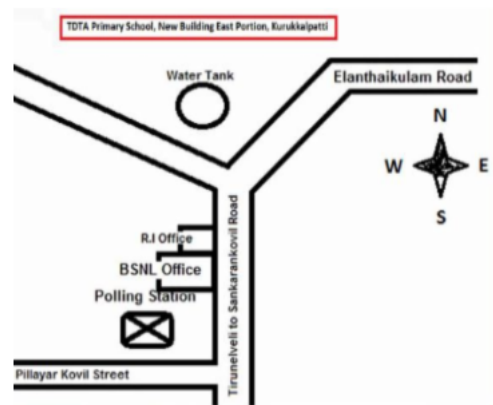 TDTA Primary School, New Building East Portion, Kurukkalpatti
Water Tank
Elanthaikulam Road
N
W E
S
R.I Office
BSNL Office
Polling Station
Tirunelveli to Sankarankovil Road
Pillayar Kovil Street